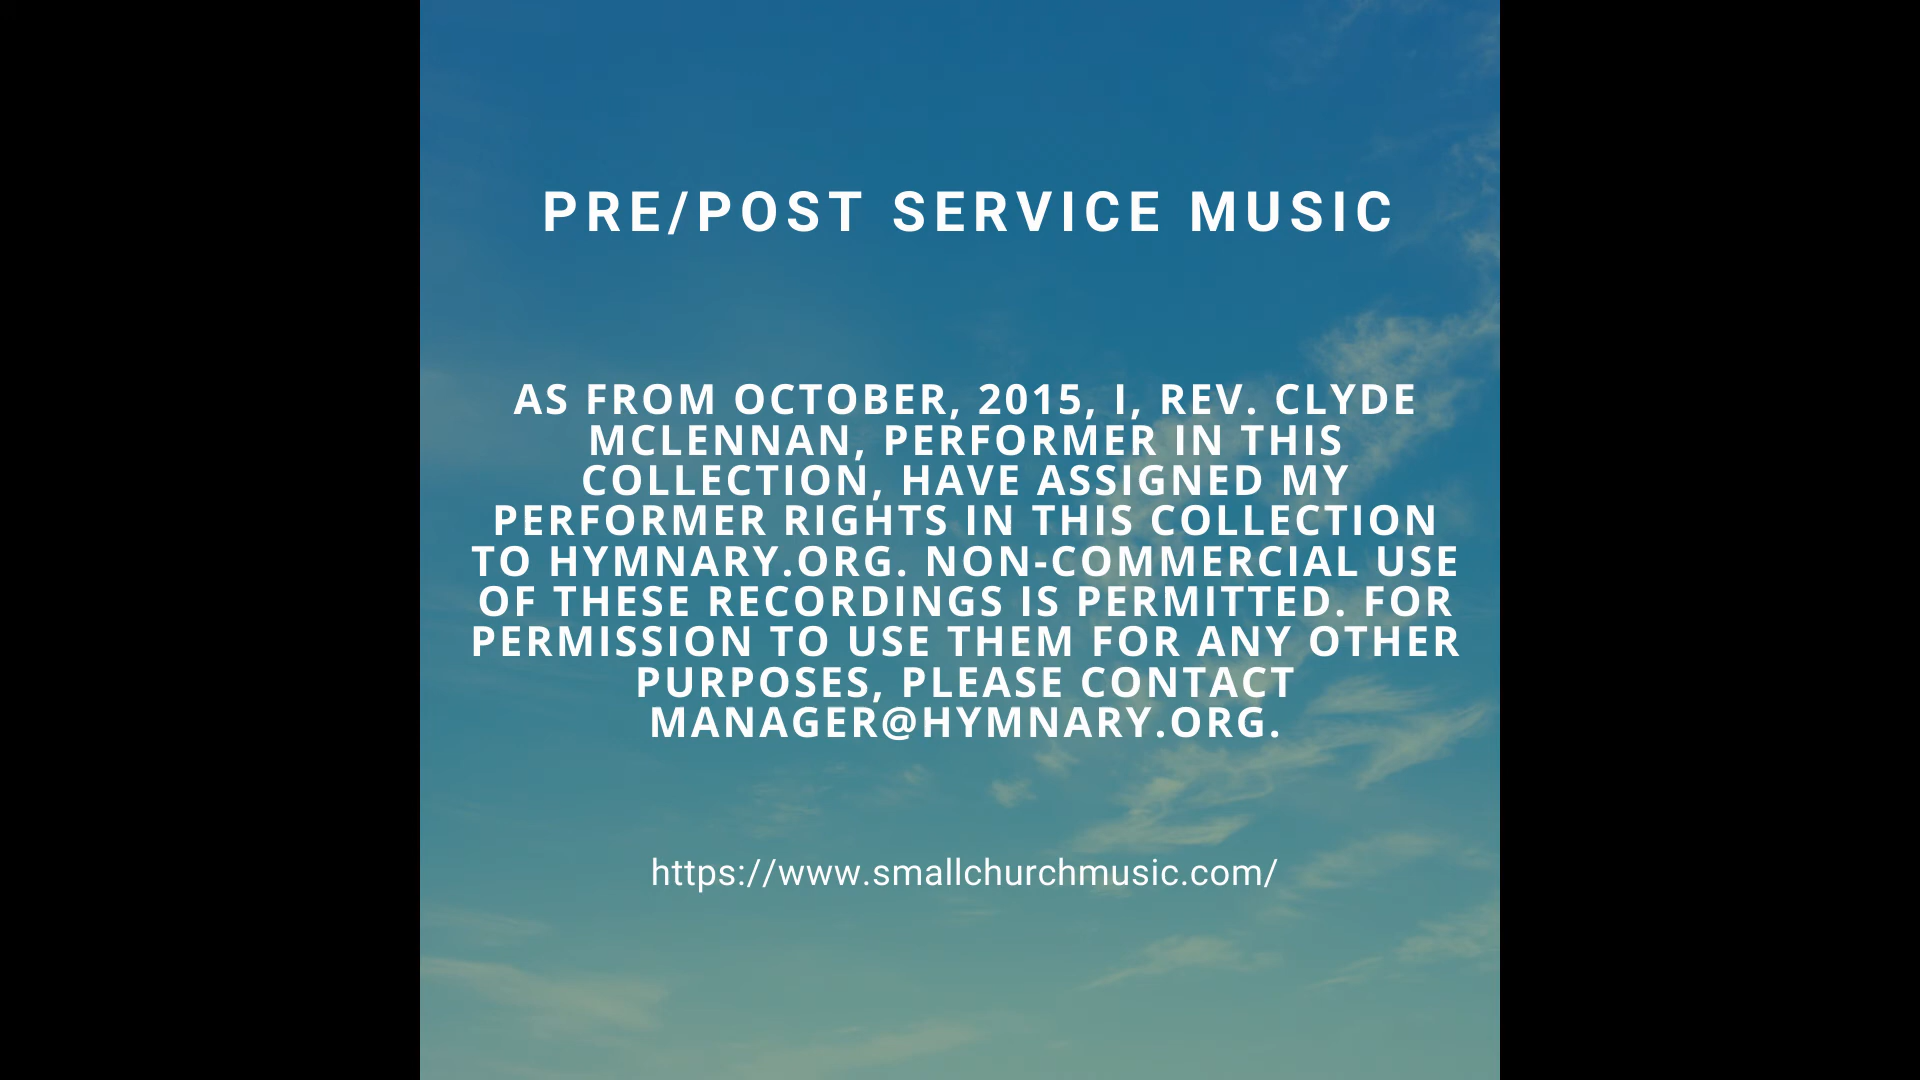 PRE/POST SERVICE MUSIC
AS FROM OCTOBER, 2015, I, REV. CLYDE
MCLENNAN, PERFORMER IN THIS
COLLECTION, HAVE ASSIGNED MY
PERFORMER RIGHTS IN THIS COLLECTION
TO HYMNARY.ORG. NON-COMMERCIAL USE
OF THESE RECORDINGS IS PERMITTED. FOR
PERMISSION TO USE THEM FOR ANY OTHER
PURPOSES, PLEASE CONTACT
MANAGER@HYMNARY.ORG.
https://www.smallchurchmusic.com/